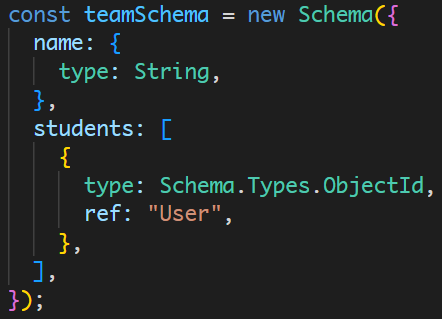 const teamSchema = new Schema({
  name: {
    type: String,
  },
  students: [
    {
      type: Schema.Types.ObjectId,
      ref: "User",
    },
  ],
});